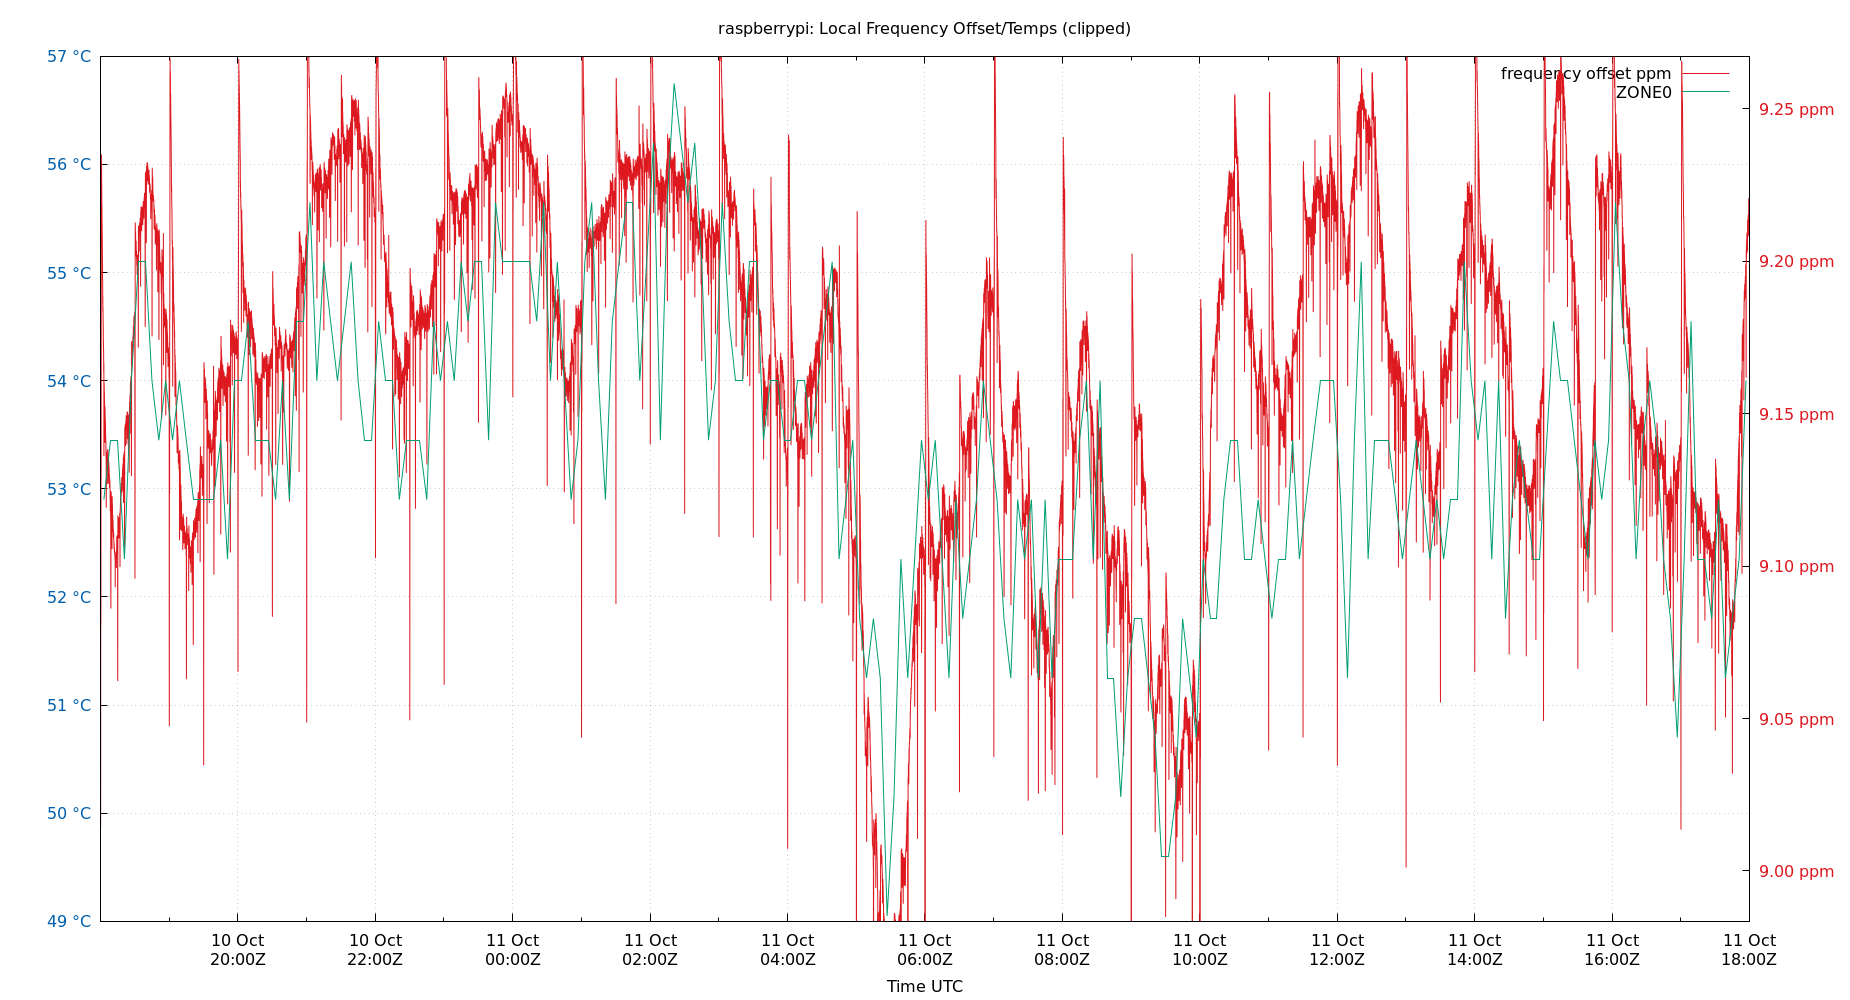 raspberrypi: Local Frequency Offset/Temps (clipped)
57 °C
56 °C
55 °C
54 °C
53 °C
52 °C
51 °C
50 °C
49 °C
frequency offset ppm
ZONE0
9.25 ppm
9.20 ppm
9.15 ppm
9.10 ppm
9.05 ppm
9.00 ppm
10 Oct
20:00Z
10 Oct
22:00Z
11 Oct
00:00Z
11 Oct
02:00Z
11 Oct
04:00Z
11 Oct
06:00Z
11 Oct
08:00Z
11 Oct
10:00Z
11 Oct
12:00Z
11 Oct
14:00Z
11 Oct
16:00Z
11 Oct
18:00Z
Time UTC